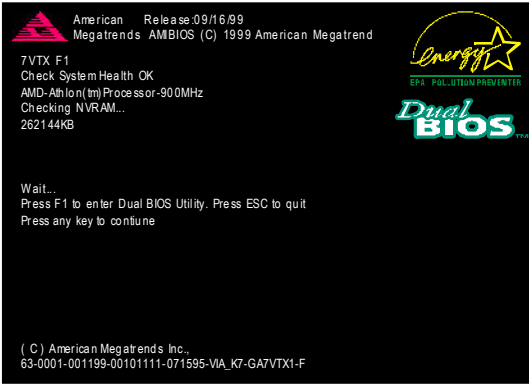 American Release:09/16/99
Megatrends AMIBIOS (C) 1999 American Megatrend
energy
EPA POLLUTION PREVENTER
Dual
BIOS™
7VTX F1
Check System Health OK
AMD-Athlon(tm)Processor-900MHz
Checking NVRAM...
262144KB
Wait...
Press F1 to enter Dual BIOS Utility. Press ESC to quit
Press any key to contiune
( C ) American Megatrends Inc.,
63-0001-001199-00101111-071595-VIA_K7-GA7VTX1-F